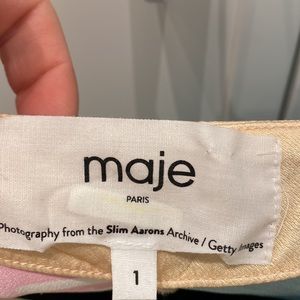 maje
PARIS
Photography from the Slim Aarons Archive / Getty Images
1